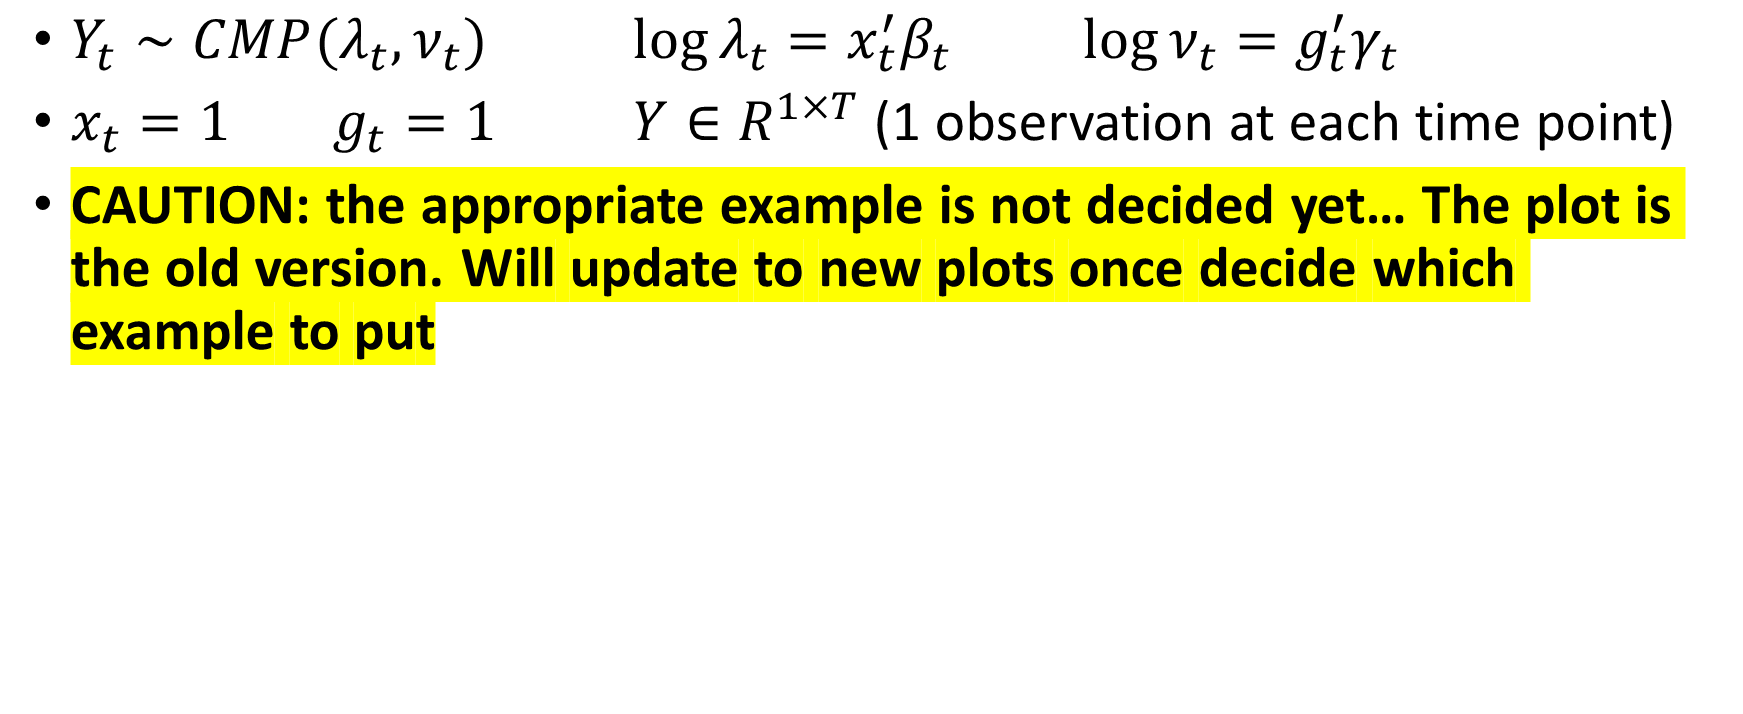 • Y_t ~ CMP(λ_t, ν_t)   log λ_t = x_t′β_t   log ν_t = g_t′γ_t
• x_t = 1   g_t = 1   Y ∈ R^{1×T} (1 observation at each time point)
• CAUTION: the appropriate example is not decided yet... The plot is
the old version. Will update to new plots once decide which
example to put